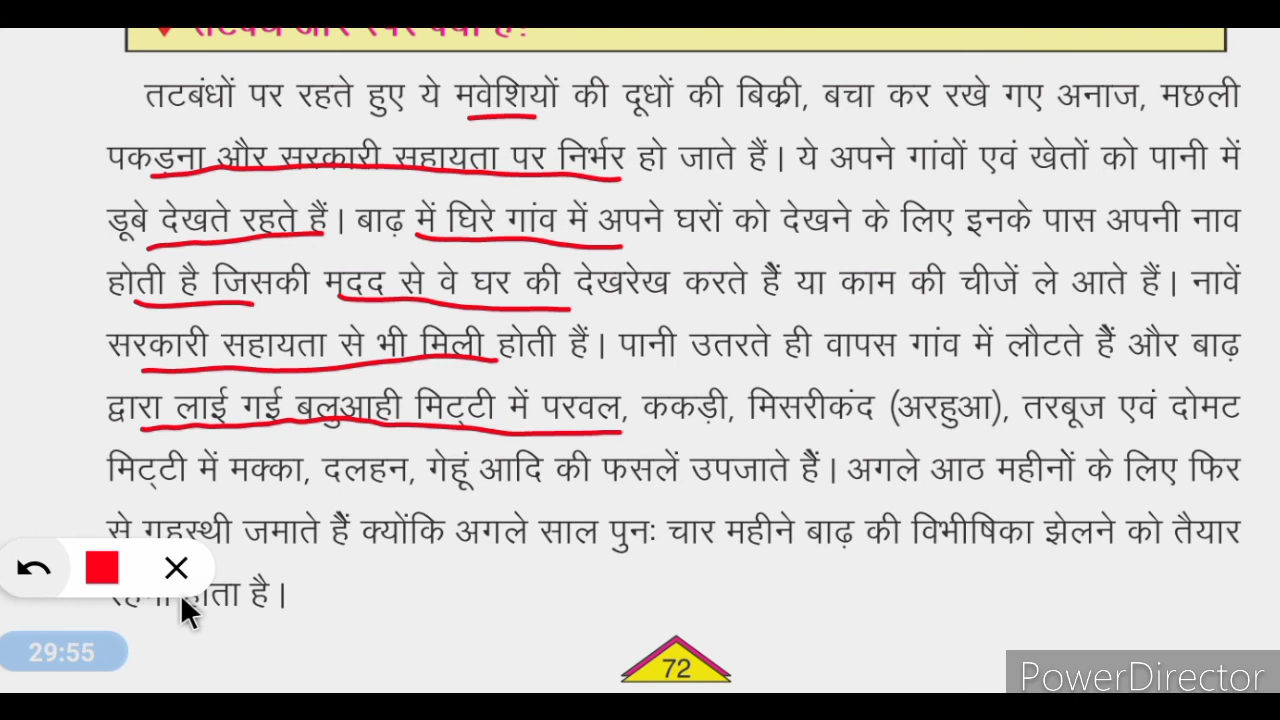 तटबंधों पर रहते हुए ये मवेशियों की दूधों की बिक्री, बचा कर रखे गए अनाज, मछली
पकड़ना और सरकारी सहायता पर निर्भर हो जाते हैं। ये अपने गांवों एवं खेतों को पानी में
डूबे देखते रहते हैं। बाढ़ में घिरे गांव में अपने घरों को देखने के लिए इनके पास अपनी नाव
होती है जिसकी मदद से वे घर की देखरेख करते हैं या काम की चीजें ले आते हैं। नावें
सरकारी सहायता से भी मिली होती हैं। पानी उतरते ही वापस गांव में लौटते हैं और बाढ़
द्वारा लाई गई बलुआही मिट्टी में परवल, ककड़ी, मिसरीकंद (अरहुआ), तरबूज एवं दोमट
मिट्टी में मक्का, दलहन, गेहूं आदि की फसलें उपजाते हैं। अगले आठ महीनों के लिए फिर
से गृहस्थी जमाते हैं क्योंकि अगले साल पुनः चार महीने बाढ़ की विभीषिका झेलने को तैयार
होता है।
29:55
72
PowerDirector